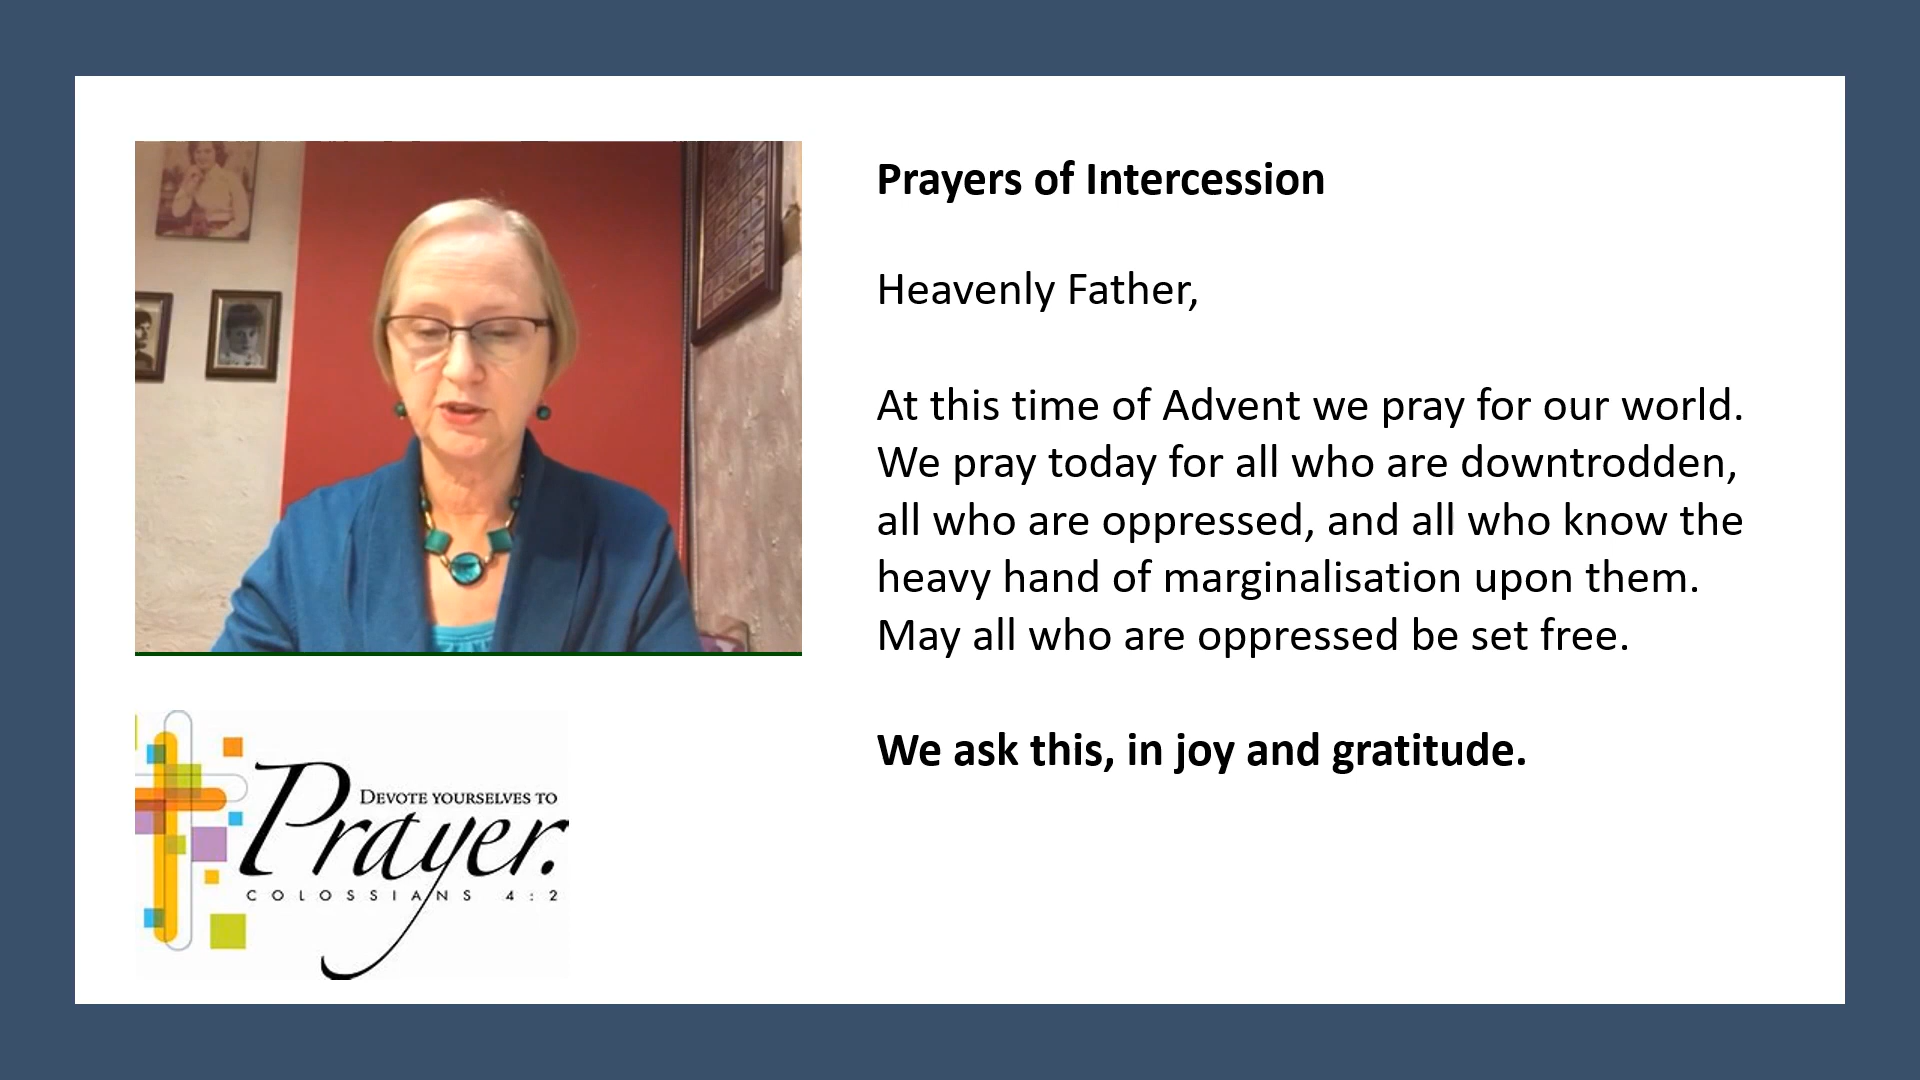 Prayers of Intercession
Heavenly Father,
At this time of Advent we pray for our world.
We pray today for all who are downtrodden,
all who are oppressed, and all who know the
heavy hand of marginalisation upon them.
May all who are oppressed be set free.
We ask this, in joy and gratitude.
DEVOTE YOURSELVES TO
Prayer.
COLOSSIANS 4:2